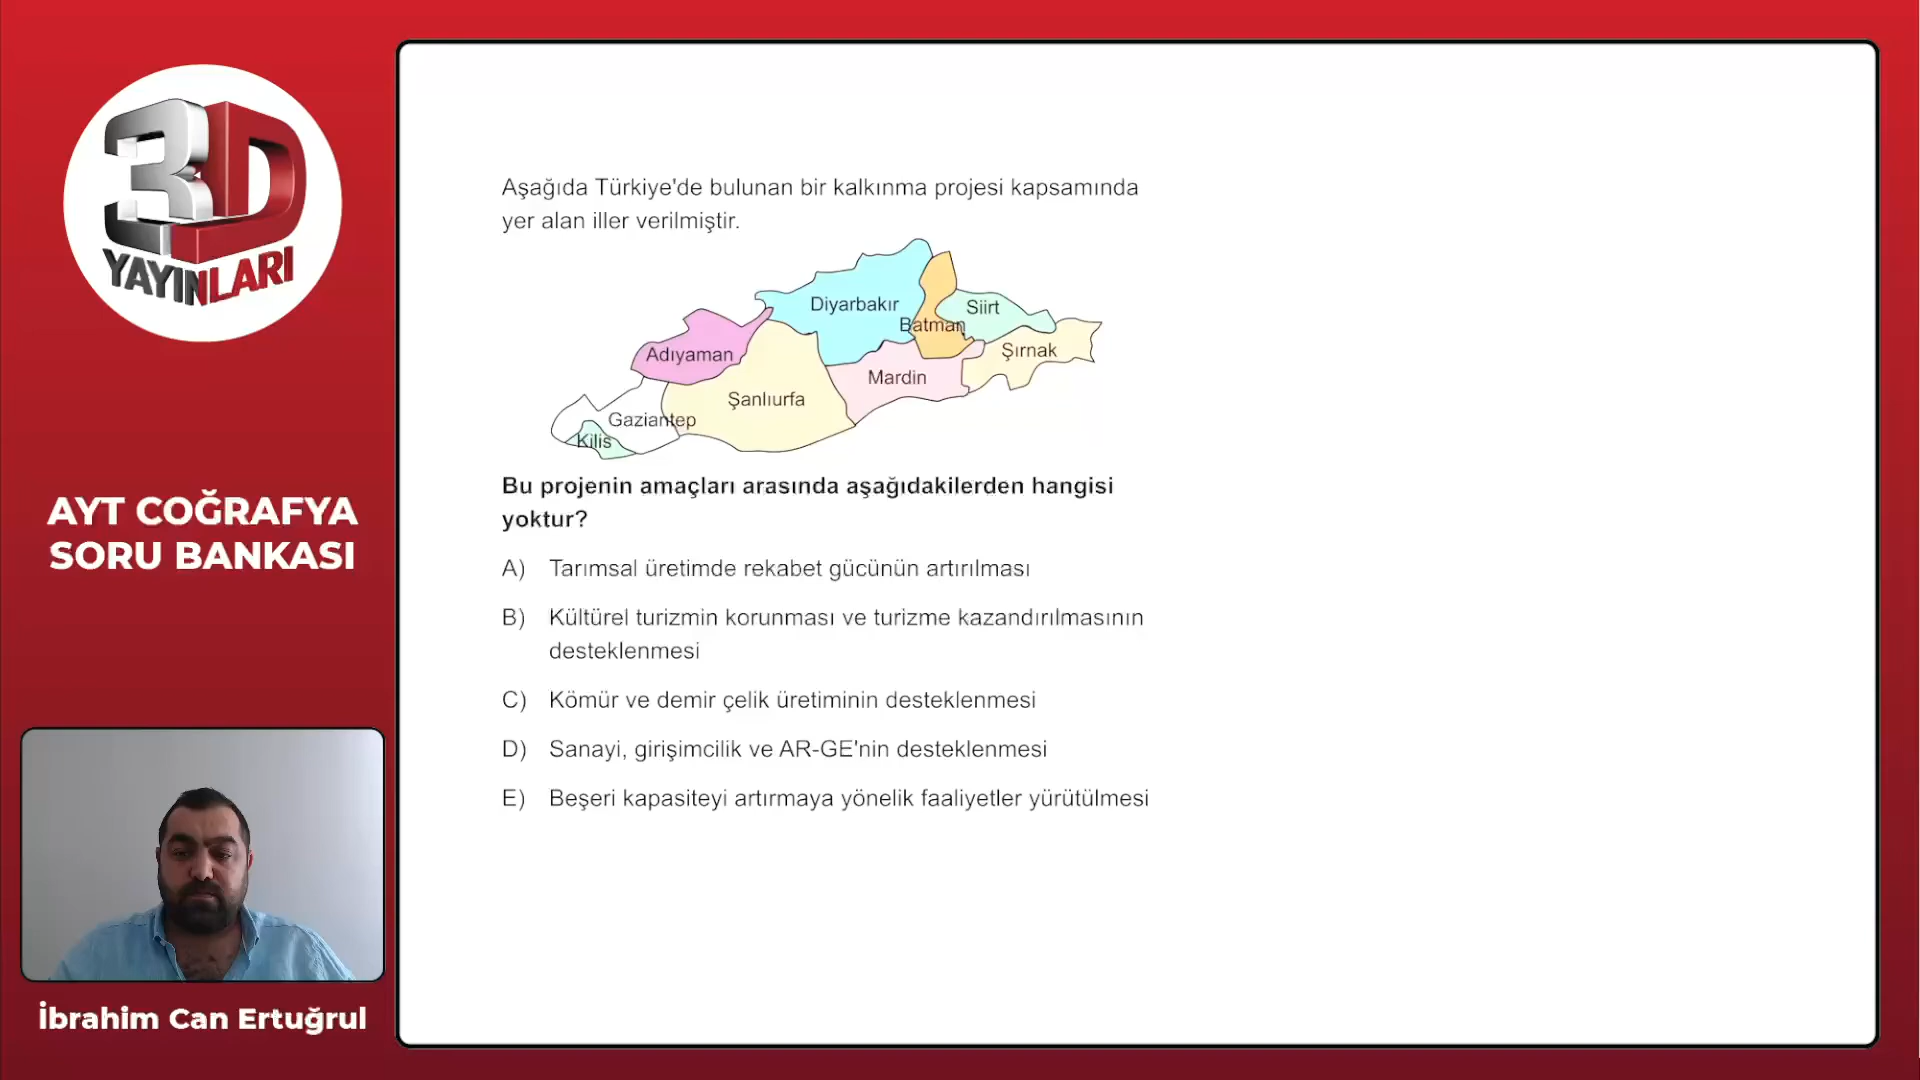 3D
YAYINLARI
AYT COĞRAFYA
SORU BANKASI
İbrahim Can Ertuğrul
Aşağıda Türkiye'de bulunan bir kalkınma projesi kapsamında
yer alan iller verilmiştir.
Diyarbakır
Siirt
Batman
Şırnak
Adıyaman
Mardin
Şanlıurfa
Gaziantep
Kilis
Bu projenin amaçları arasında aşağıdakilerden hangisi
yoktur?
A) Tarımsal üretimde rekabet gücünün artırılması
B) Kültürel turizmin korunması ve turizme kazandırılmasının
desteklenmesi
C) Kömür ve demir çelik üretiminin desteklenmesi
D) Sanayi, girişimcilik ve AR-GE'nin desteklenmesi
E) Beşeri kapasiteyi artırmaya yönelik faaliyetler yürütülmesi